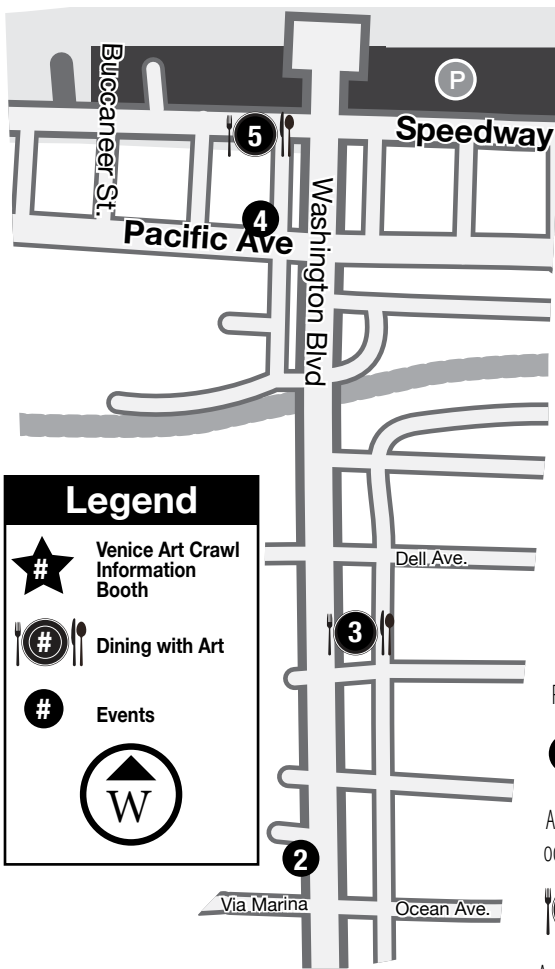 P
Buccaneer St.
5
Speedway
4
Washington Blvd
Pacific Ave
Legend
#
Venice Art Crawl
Information
Booth
#
Dining with Art
#
Events
W
Dell Ave.
3
2
Via Marina
Ocean Ave.